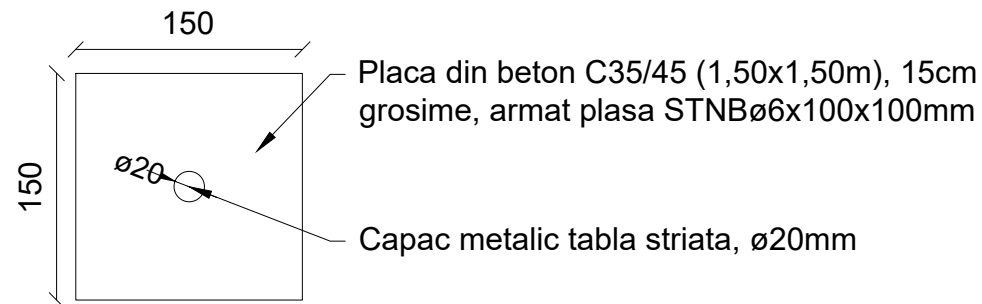 150
Placa din beton C35/45 (1,50x1,50m), 15cm
grosime, armat plasa STNBø6x100x100mm
150
ø20
Capac metalic tabla striata, ø20mm